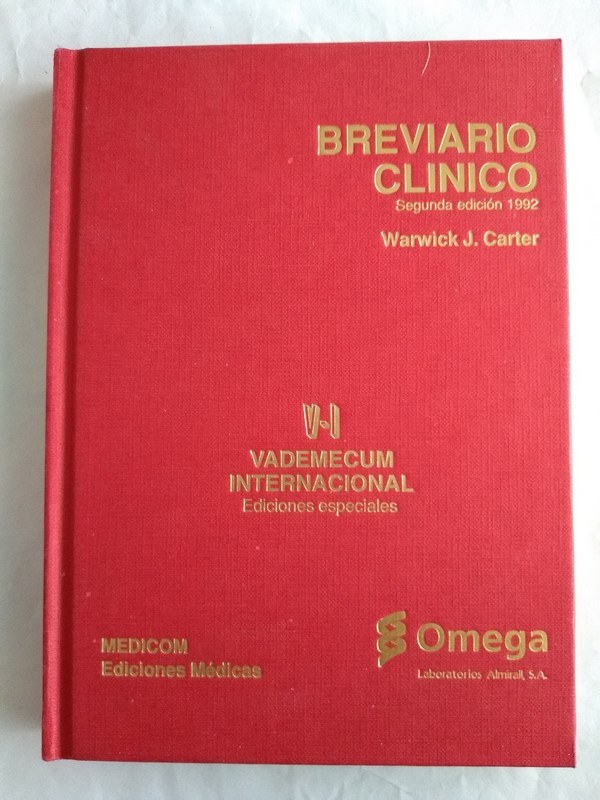 BREVIARIO
CLINICO
Segunda edición 1992
Warwick J. Carter
V-I
VADEMECUM
INTERNACIONAL
Ediciones especiales
MEDICOM
Ediciones Médicas
Omega
Laboratorios Almirall, S.A.